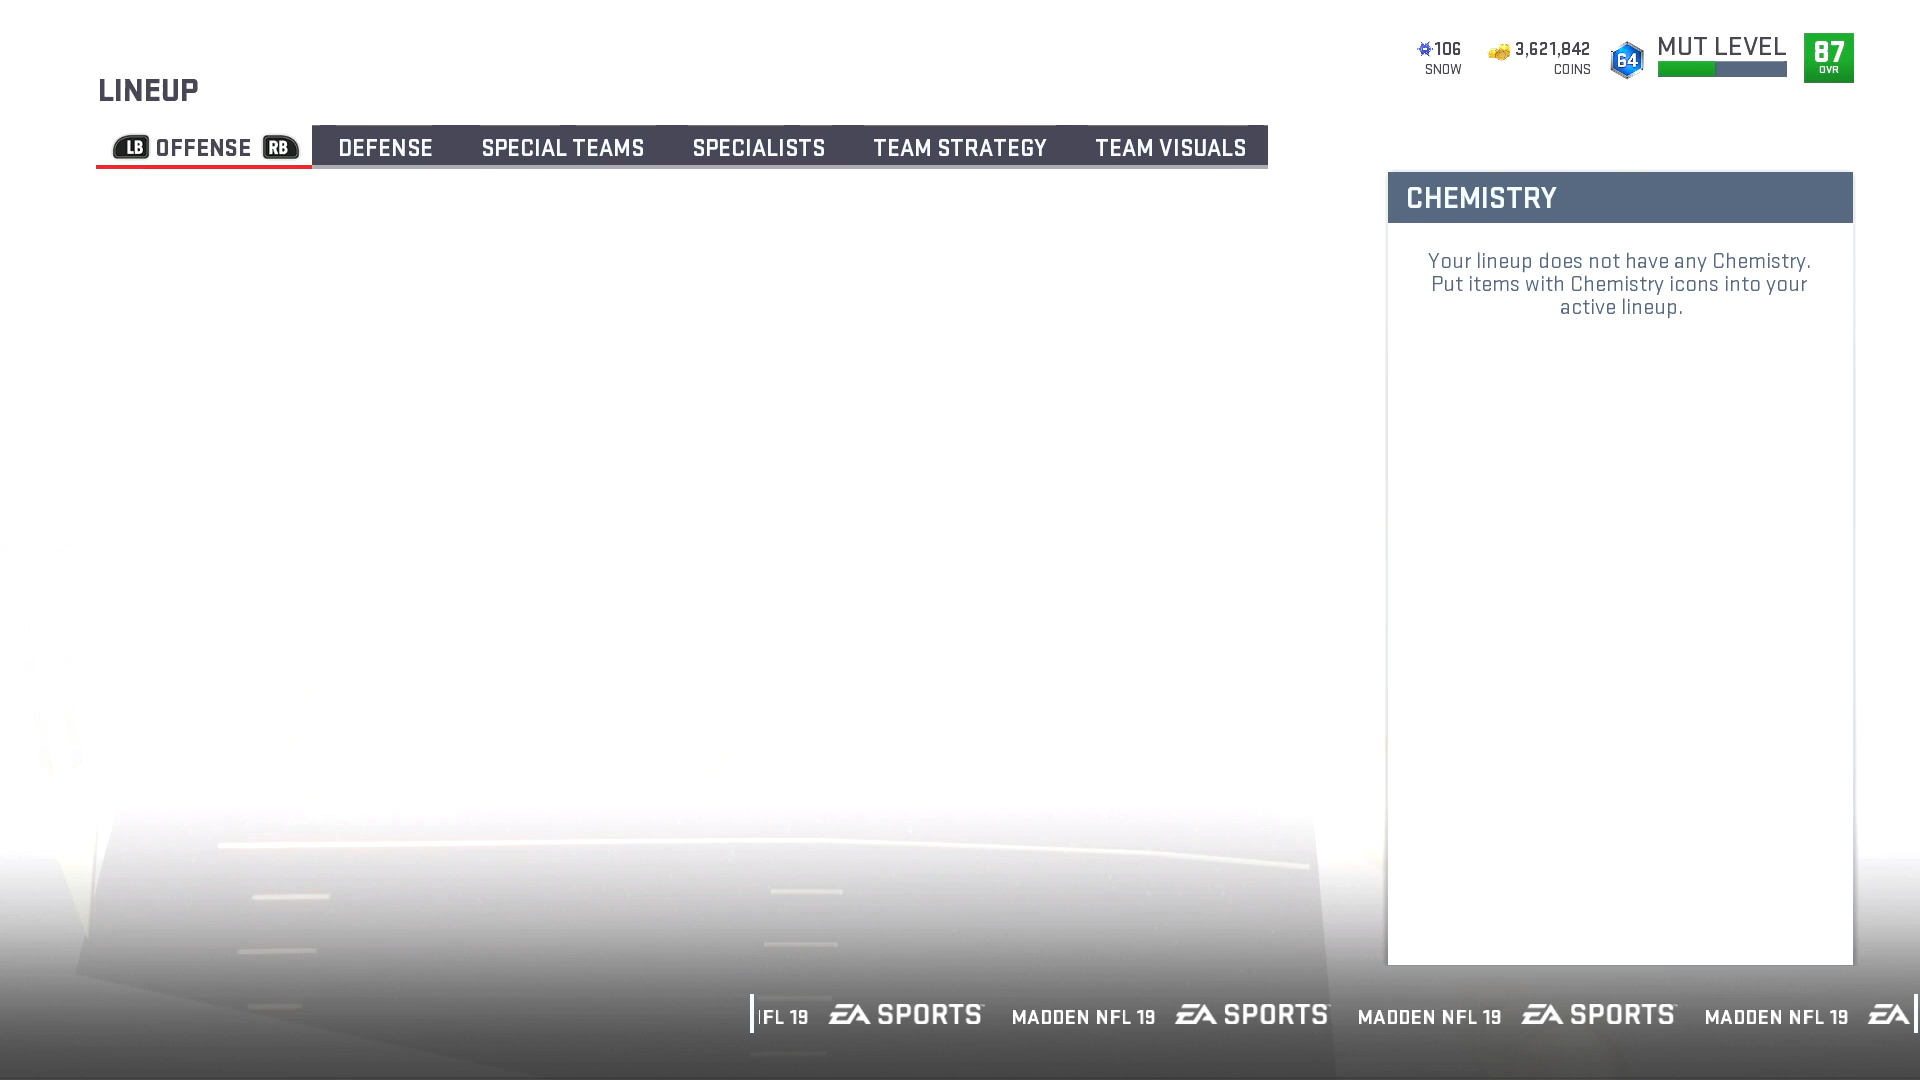 106
SNOW
3,621,842
COINS
64
MUT LEVEL
87
OVR
LINEUP
LB OFFENSE RB
DEFENSE
SPECIAL TEAMS
SPECIALISTS
TEAM STRATEGY
TEAM VISUALS
CHEMISTRY
Your lineup does not have any Chemistry.
Put items with Chemistry icons into your
active lineup.
NFL 19 EA SPORTS MADDEN NFL 19 EA SPORTS MADDEN NFL 19 EA SPORTS MADDEN NFL 19 EA